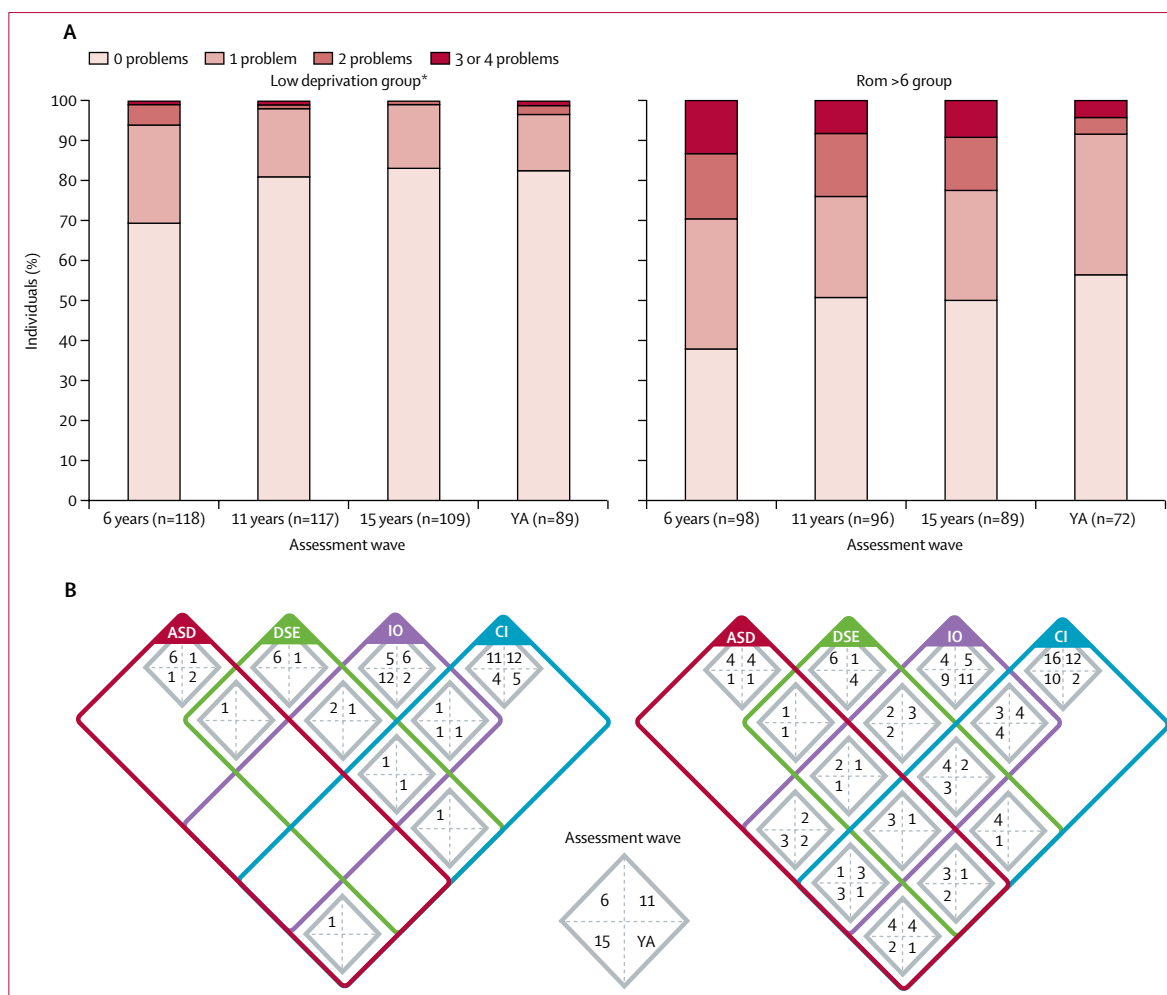 A
0 problems 1 problem 2 problems 3 or 4 problems
Low deprivation group* Rom >6 group
Individuals (%)
100
90
80
70
60
50
40
30
20
10
0
6 years (n=118) 11 years (n=117) 15 years (n=109) YA (n=89) 6 years (n=98) 11 years (n=96) 15 years (n=89) YA (n=72)
Assessment wave Assessment wave
B
ASD DSE IO CI ASD DSE IO CI
6 1 6 1 5 6 11 12 4 4 6 1 4 5 16 12
1 2 12 2 4 5 1 1 4 9 11 10 2
1 2 1 1 1 2 3 3 4
1 1 1 2 4
1 2 1 4 2
1 1 3
1 2 3 1 4
3 2 1
Assessment wave
1 3 3 1
3 1 2
6 11
1 4 4
2 1
15 YA